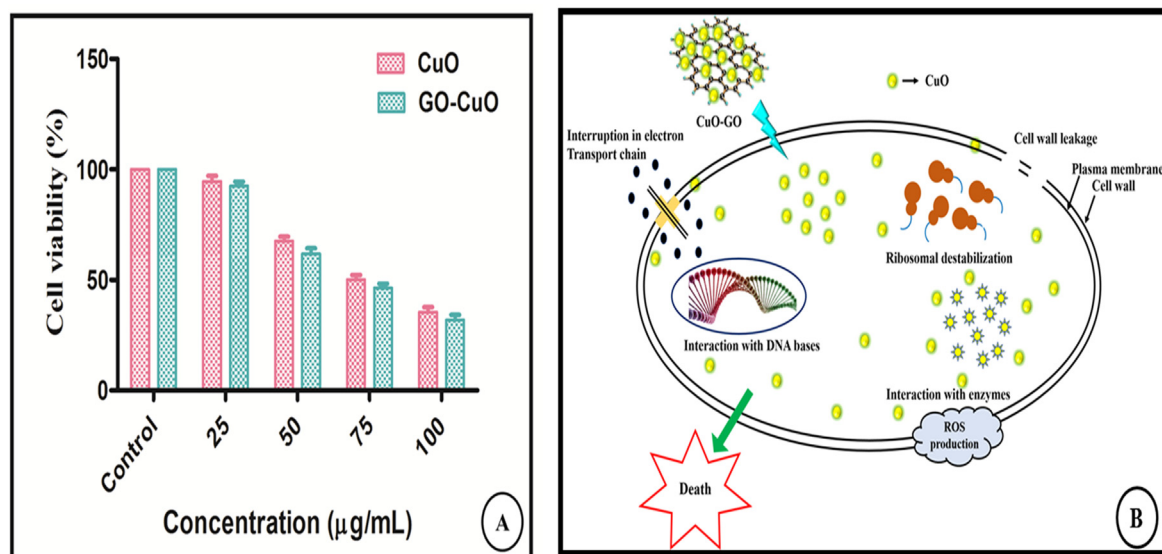 150
100
50
0
Cell viability (%)
CuO
GO-CuO
Control
25
50
75
100
Concentration (μg/mL)
A
CuO-GO
CuO
Interruption in electron
Transport chain
Cell wall leakage
Plasma membrane
Cell wall
Ribosomal destabilization
Interaction with DNA bases
Interaction with enzymes
ROS
production
Death
B